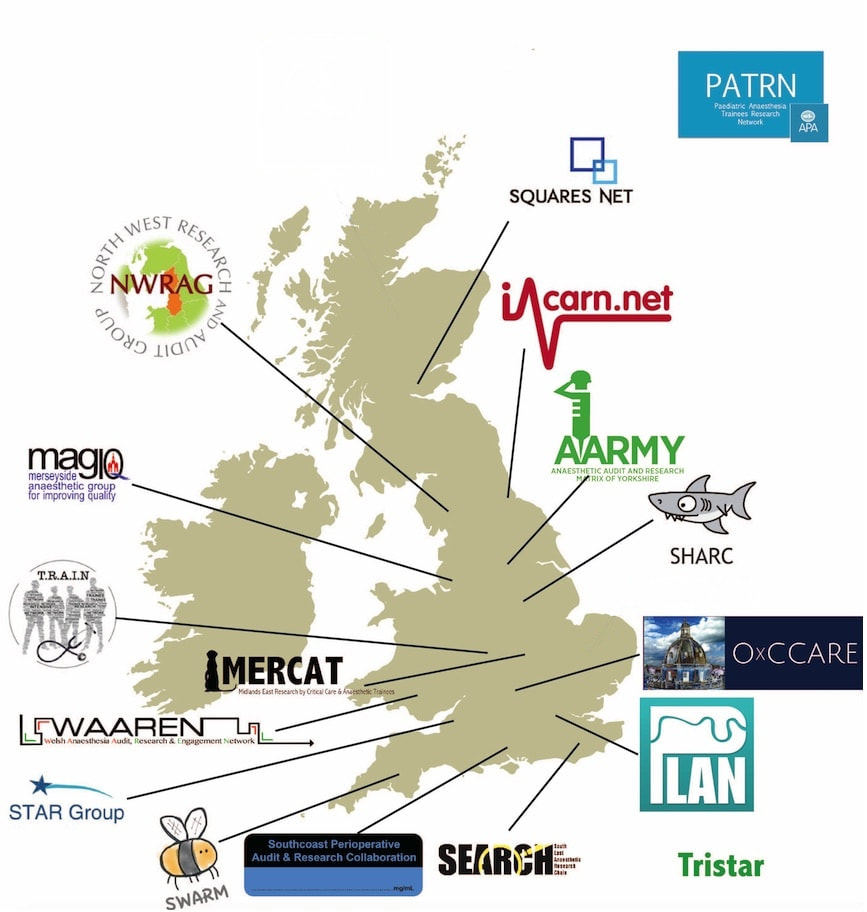 PATRN
Paediatric Anaesthesia
Trainees Research
Network
APA
SQUARES NET
NORTH WEST RESEARCH AND AUDIT GROUP
NWRAG
incarn.net
AARMY
ANAESTHETIC AUDIT AND RESEARCH
MATRIX OF YORKSHIRE
magIQ
merseyside
anaesthetic group
for improving quality
SHARC
T.R.A.I.N
MERCAT
Midlands East Research by Critical Care & Anaesthetic Trainees
OxCCARE
WAAREN
Welsh Anaesthesia Audit, Research & Engagement Network
PLAN
STAR Group
SWARM
Southcoast Perioperative
Audit & Research Collaboration
mg/mL
SEARCH
South
East
Anaesthetic
Research
Chain
Tristar